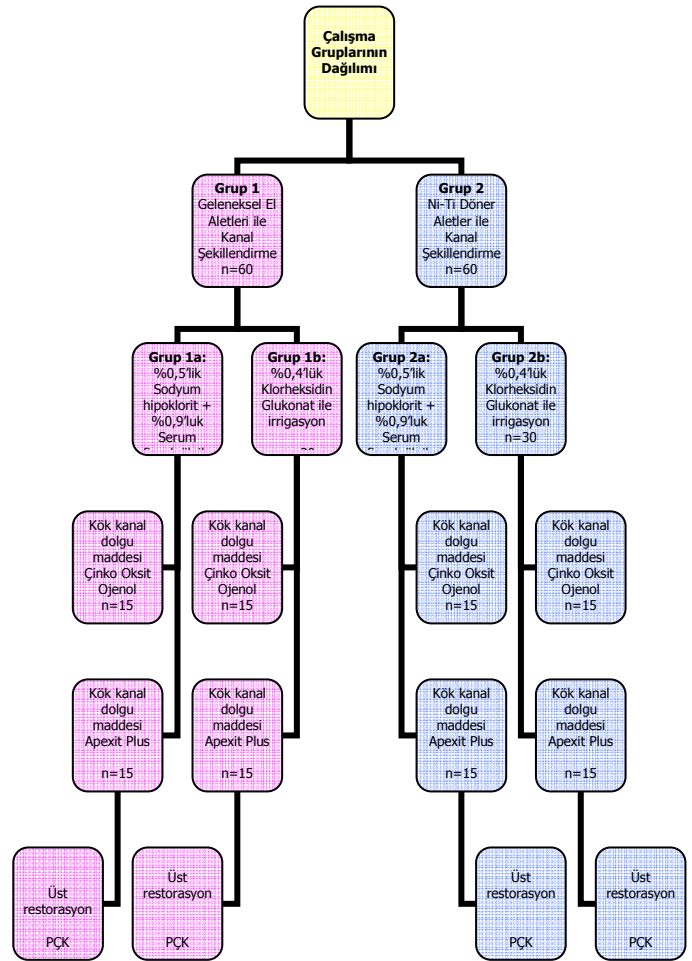 Çalışma
Gruplarının
Dağılımı
Grup 1
Geleneksel El
Aletleri ile
Kanal
Şekillendirme
n=60
Grup 2
Ni-Ti Döner
Aletler ile
Kanal
Şekillendirme
n=60
Grup 1a:
%0,5'lik
Sodyum
hipoklorit +
%0,9'luk
Serum
Grup 1b:
%0,4'lük
Klorheksidin
Glukonat ile
irrigasyon
Grup 2a:
%0,5'lik
Sodyum
hipoklorit +
%0,9'luk
Serum
Grup 2b:
%0,4'lük
Klorheksidin
Glukonat ile
irrigasyon
n=30
Kök kanal
dolgu
maddesi
Çinko Oksit
Ojenol
n=15
Kök kanal
dolgu
maddesi
Çinko Oksit
Ojenol
n=15
Kök kanal
dolgu
maddesi
Çinko Oksit
Ojenol
n=15
Kök kanal
dolgu
maddesi
Çinko Oksit
Ojenol
n=15
Kök kanal
dolgu
maddesi
Apexit Plus
n=15
Kök kanal
dolgu
maddesi
Apexit Plus
n=15
Kök kanal
dolgu
maddesi
Apexit Plus
n=15
Kök kanal
dolgu
maddesi
Apexit Plus
n=15
Üst
restorasyon
PÇK
Üst
restorasyon
PÇK
Üst
restorasyon
PÇK
Üst
restorasyon
PÇK